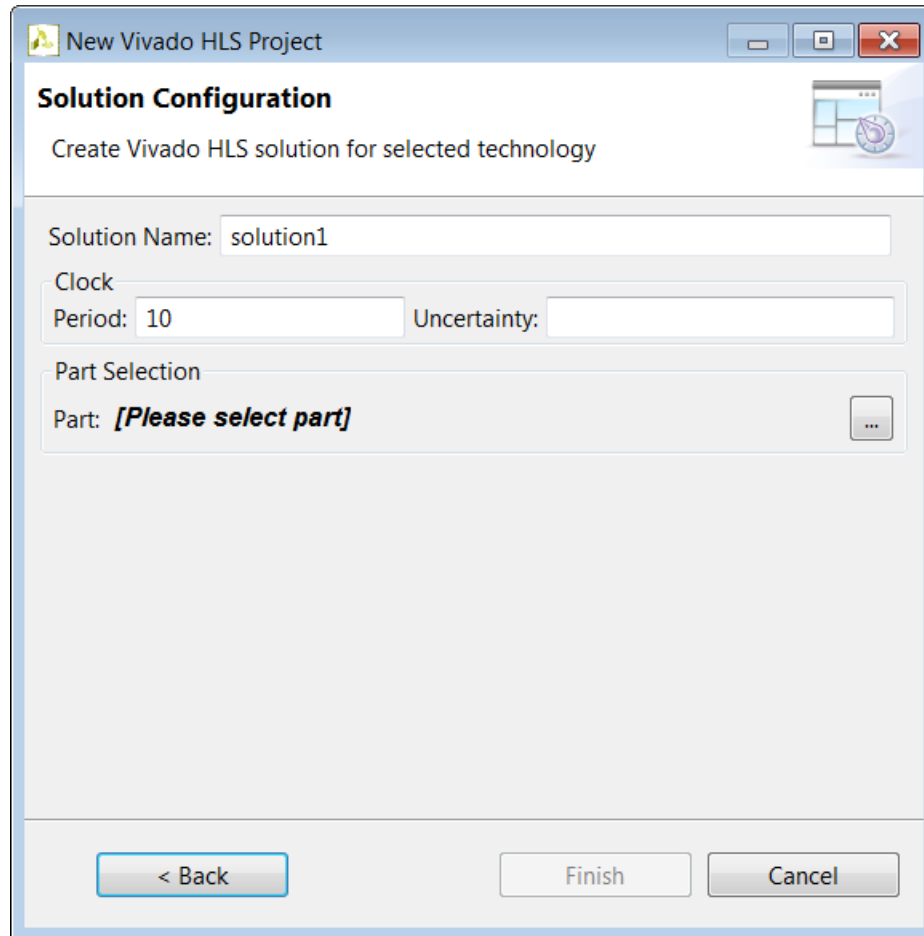 New Vivado HLS Project
Solution Configuration
Create Vivado HLS solution for selected technology
Solution Name: solution1
Clock
Period: 10 Uncertainty:
Part Selection
Part: [Please select part] ...
< Back Finish Cancel